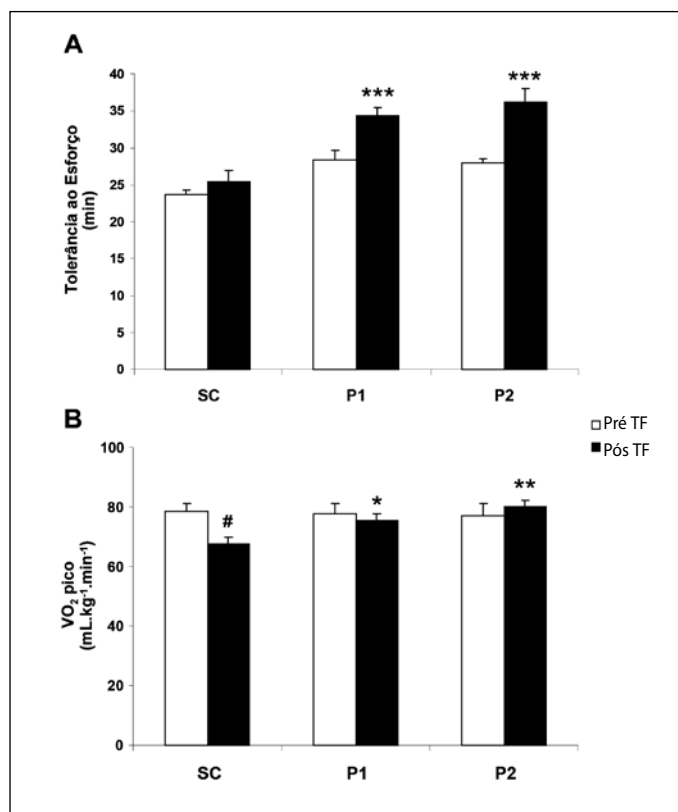 A
40
35
30
25
20
15
10
5
0
Tolerância ao Esforço
(min)
***
***
SC P1 P2
B
100
80
60
40
20
0
VO₂ pico
(mL.kg⁻¹.min⁻¹)
#
*
**
SC P1 P2
Pré TF
Pós TF